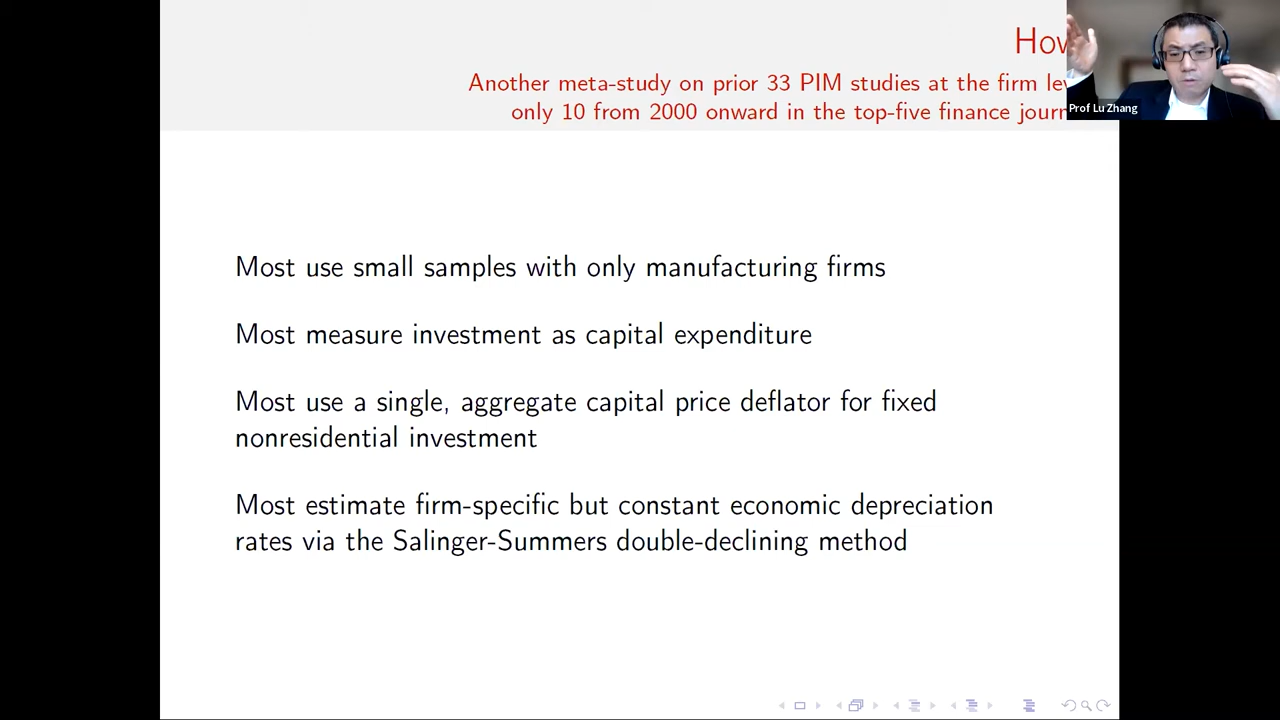 How
Another meta-study on prior 33 PIM studies at the firm le
only 10 from 2000 onward in the top-five finance jour
Prof Lu Zhang
Most use small samples with only manufacturing firms
Most measure investment as capital expenditure
Most use a single, aggregate capital price deflator for fixed
nonresidential investment
Most estimate firm-specific but constant economic depreciation
rates via the Salinger-Summers double-declining method